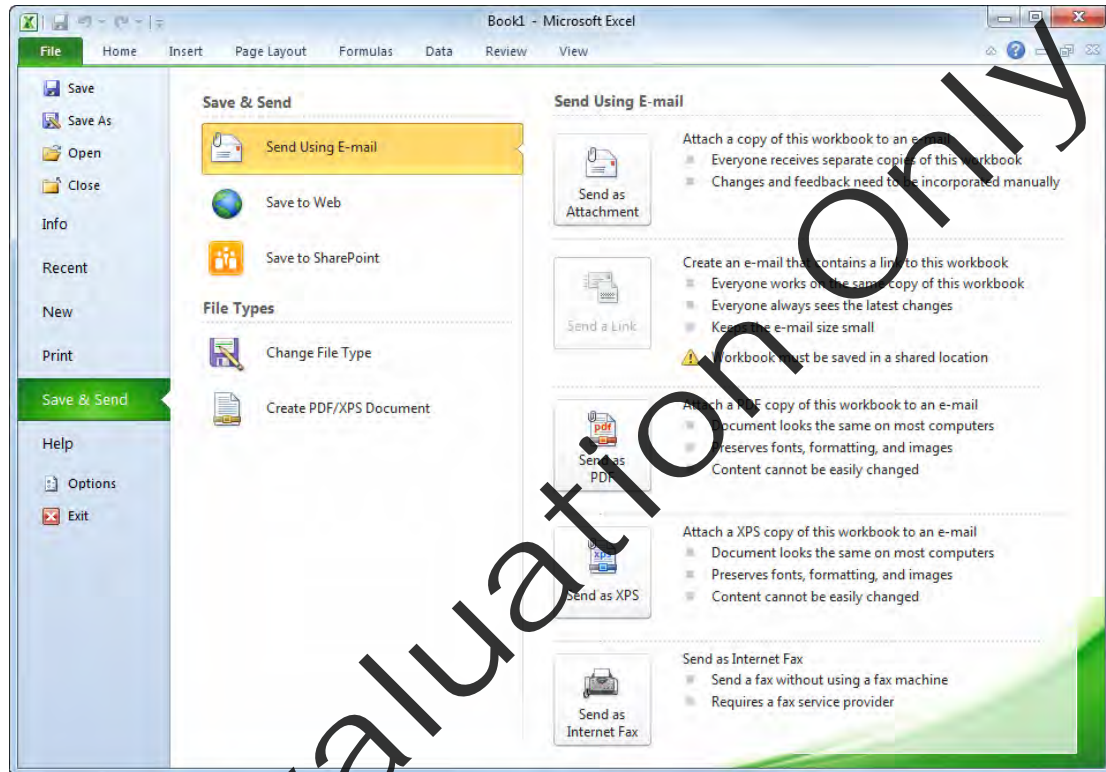 Book1 - Microsoft Excel
File Home Insert Page Layout Formulas Data Review View
Save
Save As
Open
Close
Info
Recent
New
Print
Save & Send
Help
Options
Exit
Save & Send
Send Using E-mail
Save to Web
Save to SharePoint
File Types
Change File Type
Create PDF/XPS Document
Send Using E-mail
Send as
Attachment
Attach a copy of this workbook to an e-mail
Everyone receives separate copies of this workbook
Changes and feedback need to be incorporated manually
Send a Link
Create an e-mail that contains a link to this workbook
Everyone works on the same copy of this workbook
Everyone always sees the latest changes
Keeps the e-mail size small
Workbook must be saved in a shared location
pdf
Send as
PDF
Attach a PDF copy of this workbook to an e-mail
Document looks the same on most computers
Preserves fonts, formatting, and images
Content cannot be easily changed
xps
Send as XPS
Attach a XPS copy of this workbook to an e-mail
Document looks the same on most computers
Preserves fonts, formatting, and images
Content cannot be easily changed
Send as
Internet Fax
Send as Internet Fax
Send a fax without using a fax machine
Requires a fax service provider
valuation Only